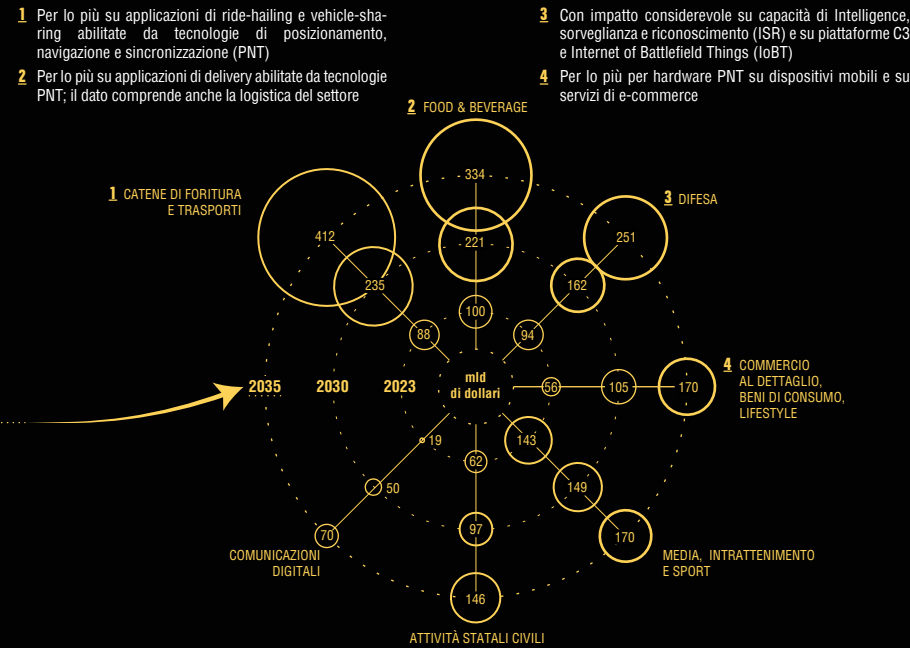 1 Per lo più su applicazioni di ride-hailing e vehicle-sha-
ring abilitate da tecnologie di posizionamento,
navigazione e sincronizzazione (PNT)
2 Per lo più su applicazioni di delivery abilitate da tecnologie
PNT; il dato comprende anche la logistica del settore
3 Con impatto considerevole su capacità di Intelligence,
sorveglianza e riconoscimento (ISR) e su piattaforme C3
e Internet of Battlefield Things (IoBT)
4 Per lo più per hardware PNT su dispositivi mobili e su
servizi di e-commerce
2 FOOD & BEVERAGE
334
221
100
1 CATENE DI FORITURA
E TRASPORTI
412
235
88
3 DIFESA
251
162
94
2035
2030
2023
mld
di dollari
56
105
170
4 COMMERCIO
AL DETTAGLIO,
BENI DI CONSUMO,
LIFESTYLE
19
50
70
COMUNICAZIONI
DIGITALI
62
97
146
ATTIVITÀ STATALI CIVILI
143
149
170
MEDIA, INTRATTENIMENTO
E SPORT